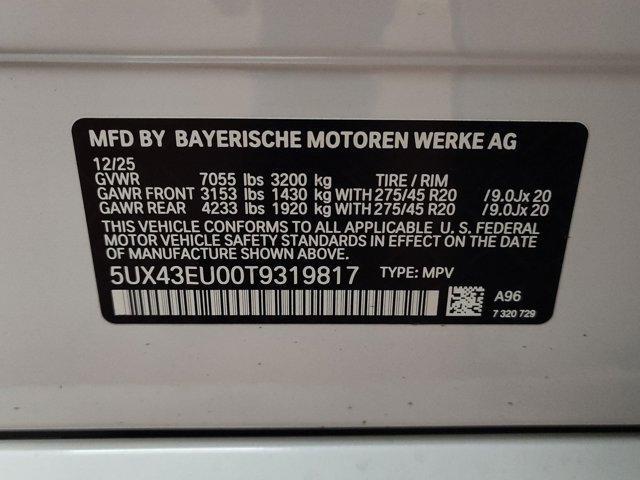 MFD BY BAYERISCHE MOTOREN WERKE AG
12/25
GVWR 7055 lbs 3200 kg TIRE / RIM
GAWR FRONT 3153 lbs 1430 kg WITH 275/45 R20 /9.0Jx 20
GAWR REAR 4233 lbs 1920 kg WITH 275/45 R20 /9.0Jx 20
THIS VEHICLE CONFORMS TO ALL APPLICABLE U. S. FEDERAL
MOTOR VEHICLE SAFETY STANDARDS IN EFFECT ON THE DATE
OF MANUFACTURE SHOWN ABOVE.
5UX43EU00T9319817 TYPE: MPV
A96
7 320 729